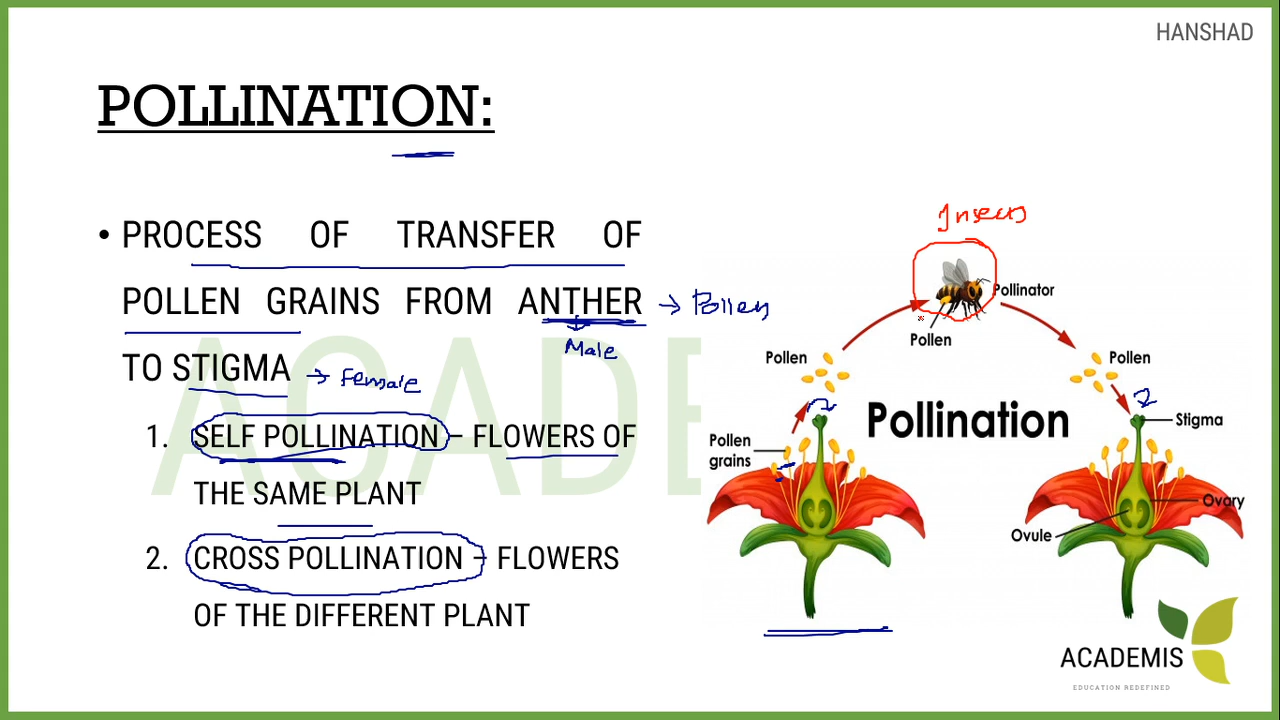 HANSHAD
POLLINATION:
• PROCESS OF TRANSFER OF
POLLEN GRAINS FROM ANTHER → Pollen
Male
TO STIGMA → Female
1. SELF POLLINATION – FLOWERS OF
THE SAME PLANT
2. CROSS POLLINATION – FLOWERS
OF THE DIFFERENT PLANT
Insects
Pollinator
Pollen
Pollen
Pollen
Pollination
Pollen
grains
Stigma
Ovary
Ovule
ACADE
ACADEMIS
EDUCATION REDEFINED